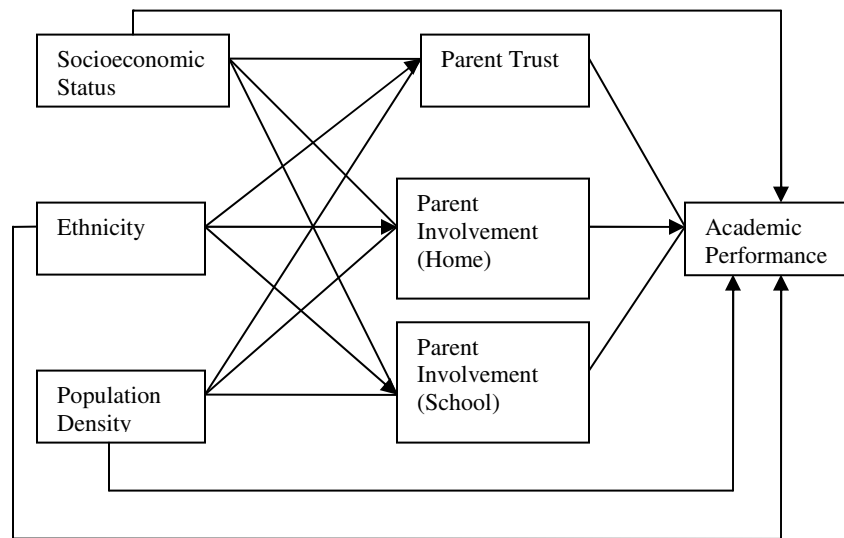 Socioeconomic
Status
Parent Trust
Ethnicity
Parent
Involvement
(Home)
Academic
Performance
Population
Density
Parent
Involvement
(School)